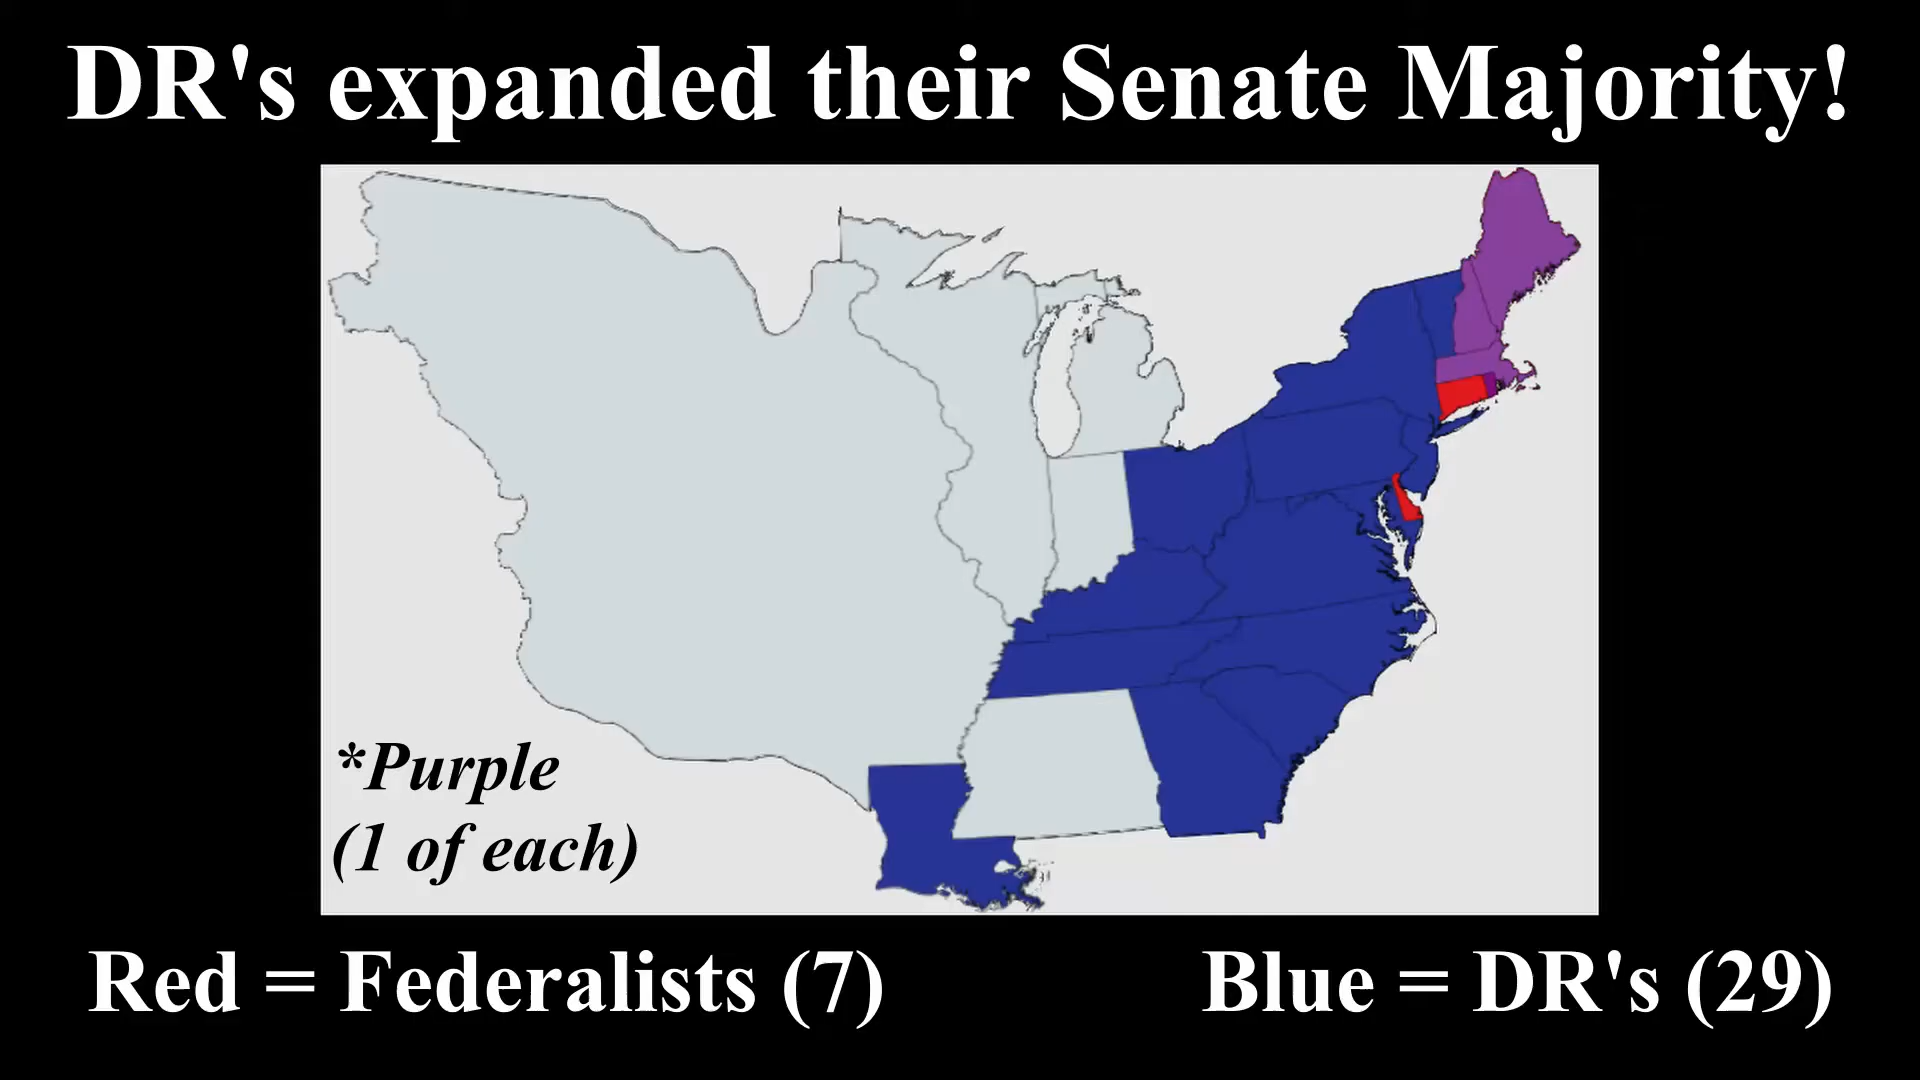 DR's expanded their Senate Majority!
*Purple
(1 of each)
Red = Federalists (7)
Blue = DR's (29)